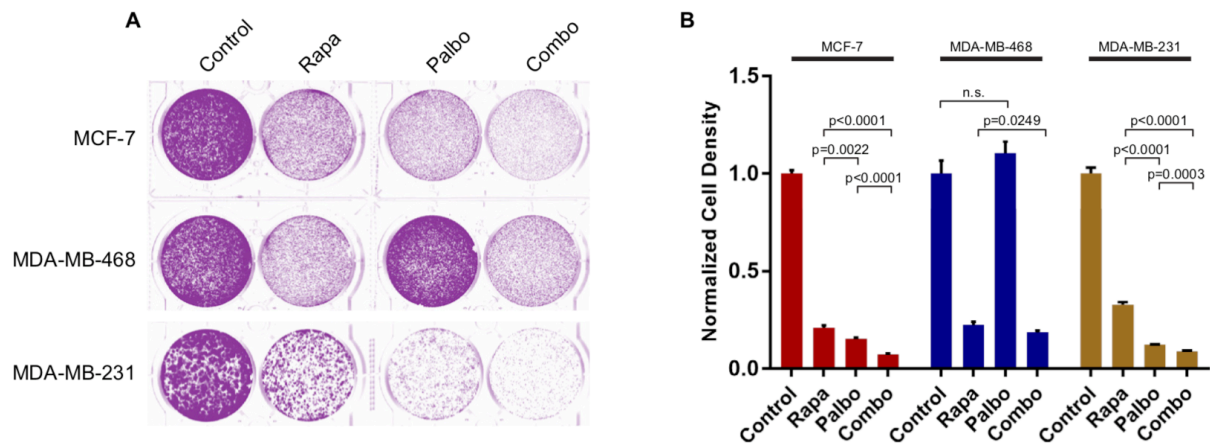 A
Control
Rapa
Palbo
Combo
MCF-7
MDA-MB-468
MDA-MB-231
B
MCF-7
MDA-MB-468
MDA-MB-231
Normalized Cell Density
1.5
1.0
0.5
0.0
p<0.0001
p=0.0022
p<0.0001
n.s.
p=0.0249
p<0.0001
p<0.0001
p=0.0003
Control
Rapa
Palbo
Combo
Control
Rapa
Palbo
Combo
Control
Rapa
Palbo
Combo